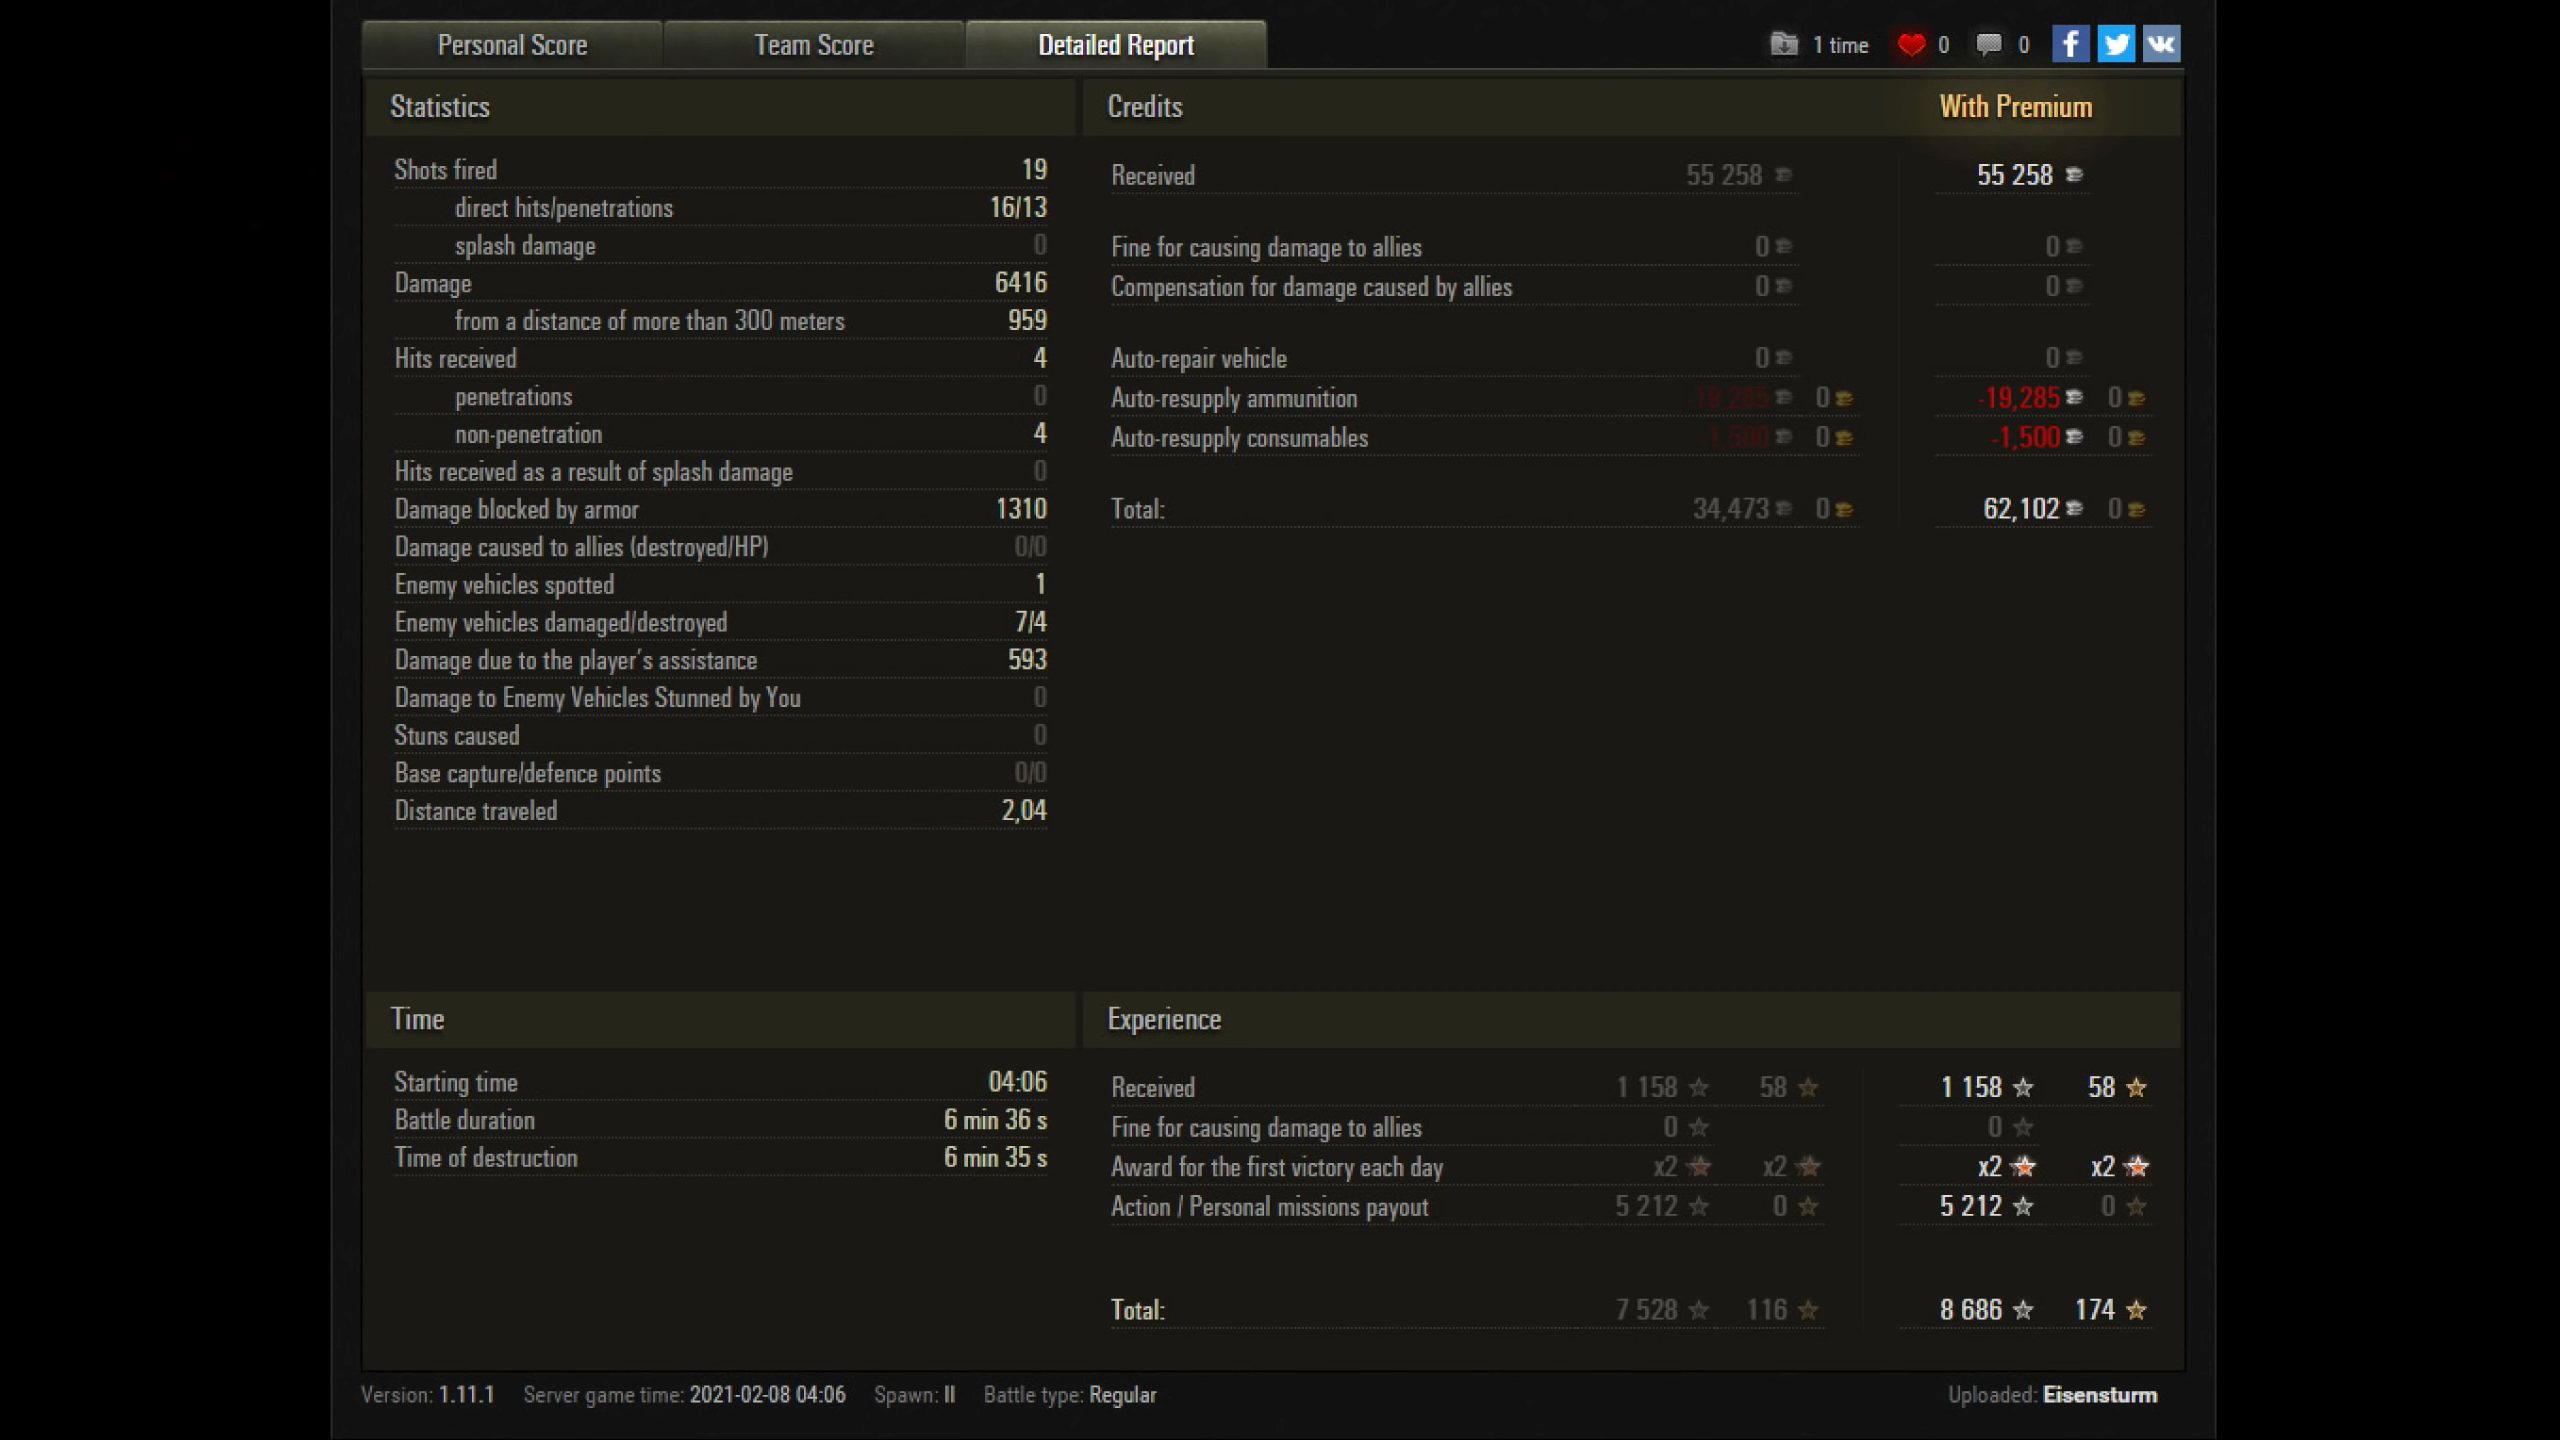 Personal Score Team Score Detailed Report 1 time 0 0
Statistics
Shots fired 19
direct hits/penetrations 16/13
splash damage 0
Damage 6416
from a distance of more than 300 meters 959
Hits received 4
penetrations 0
non-penetration 4
Hits received as a result of splash damage 0
Damage blocked by armor 1310
Damage caused to allies (destroyed/HP) 0/0
Enemy vehicles spotted 1
Enemy vehicles damaged/destroyed 7/4
Damage due to the player's assistance 593
Damage to Enemy Vehicles Stunned by You 0
Stuns caused 0
Base capture/defence points 0/0
Distance traveled 2,04
Credits With Premium
Received 55 258 55 258
Fine for causing damage to allies 0 0
Compensation for damage caused by allies 0 0
Auto-repair vehicle 0 0
Auto-resupply ammunition 19,285 0 -19,285 0
Auto-resupply consumables 1,500 0 -1,500 0
Total: 34,473 0 62,102 0
Time
Starting time 04:06
Battle duration 6 min 36 s
Time of destruction 6 min 35 s
Experience
Received 1 158 58 1 158 58
Fine for causing damage to allies 0 0
Award for the first victory each day x2 x2 x2 x2
Action / Personal missions payout 5 212 0 5 212 0
Total: 7 528 116 8 686 174
Version: 1.11.1 Server game time: 2021-02-08 04:06 Spawn: II Battle type: Regular Uploaded: Eisensturm